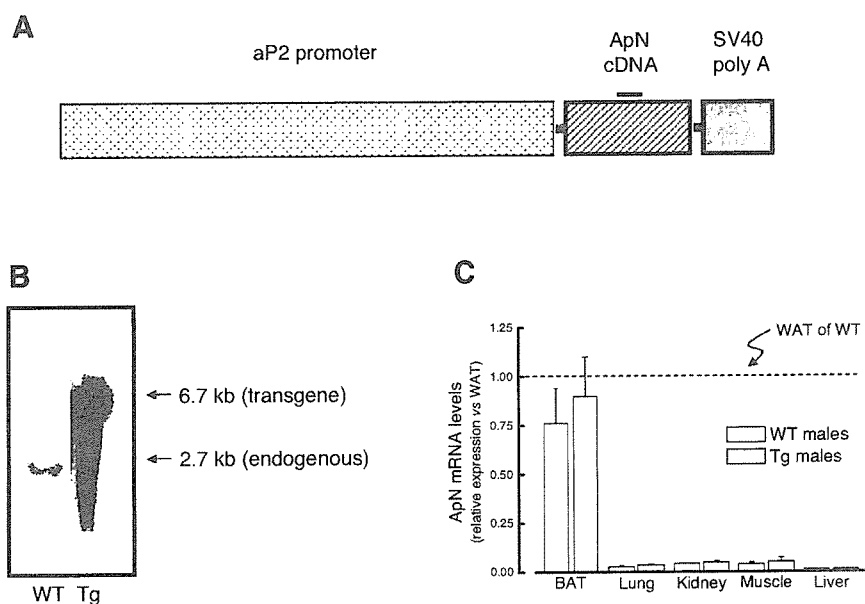 A
aP2 promoter
ApN
cDNA
SV40
poly A
B
6.7 kb (transgene)
2.7 kb (endogenous)
WT Tg
C
ApN mRNA levels
(relative expression vs WAT)
1.25
1.00
0.75
0.50
0.25
0.00
WAT of WT
WT males
Tg males
BAT Lung Kidney Muscle Liver